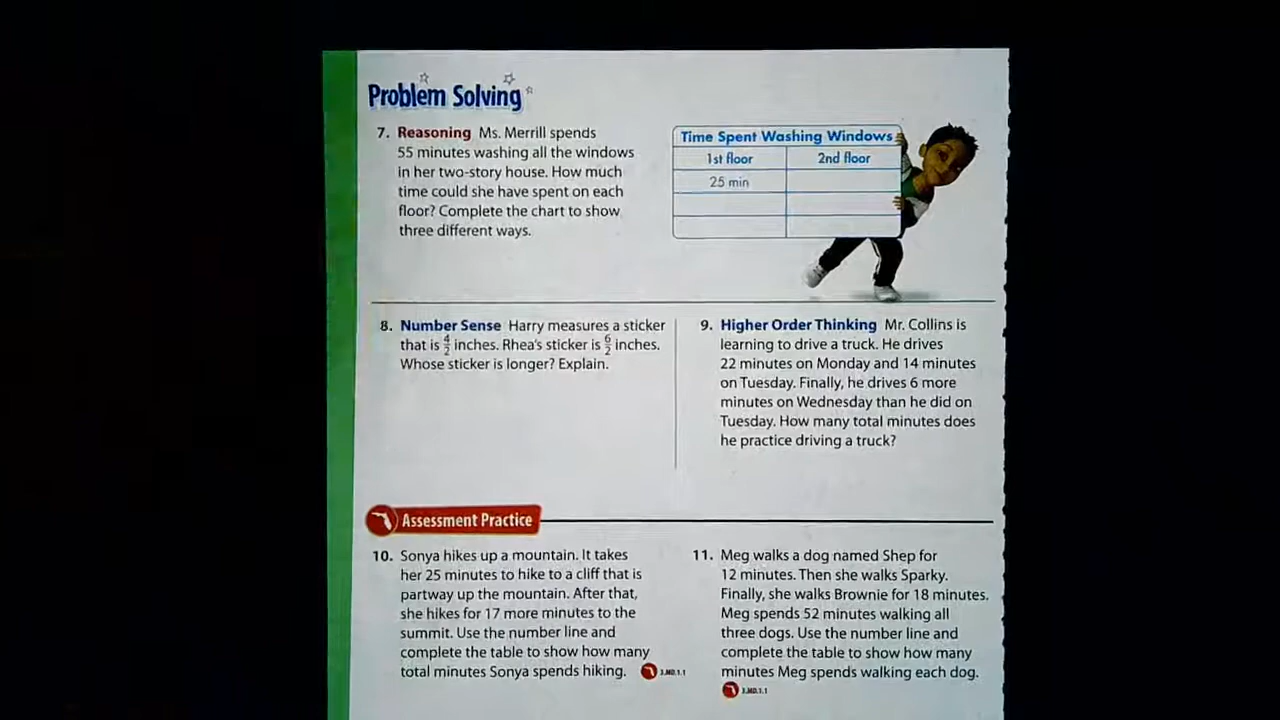 Problem Solving
7. Reasoning Ms. Merrill spends
55 minutes washing all the windows
in her two-story house. How much
time could she have spent on each
floor? Complete the chart to show
three different ways.
Time Spent Washing Windows
1st floor 2nd floor
25 min
8. Number Sense Harry measures a sticker
that is 4/2 inches. Rhea's sticker is 6/2 inches.
Whose sticker is longer? Explain.
9. Higher Order Thinking Mr. Collins is
learning to drive a truck. He drives
22 minutes on Monday and 14 minutes
on Tuesday. Finally, he drives 6 more
minutes on Wednesday than he did on
Tuesday. How many total minutes does
he practice driving a truck?
Assessment Practice
10. Sonya hikes up a mountain. It takes
her 25 minutes to hike to a cliff that is
partway up the mountain. After that,
she hikes for 17 more minutes to the
summit. Use the number line and
complete the table to show how many
total minutes Sonya spends hiking. 3.MD.1.1
11. Meg walks a dog named Shep for
12 minutes. Then she walks Sparky.
Finally, she walks Brownie for 18 minutes.
Meg spends 52 minutes walking all
three dogs. Use the number line and
complete the table to show how many
minutes Meg spends walking each dog.
3.MD.1.1